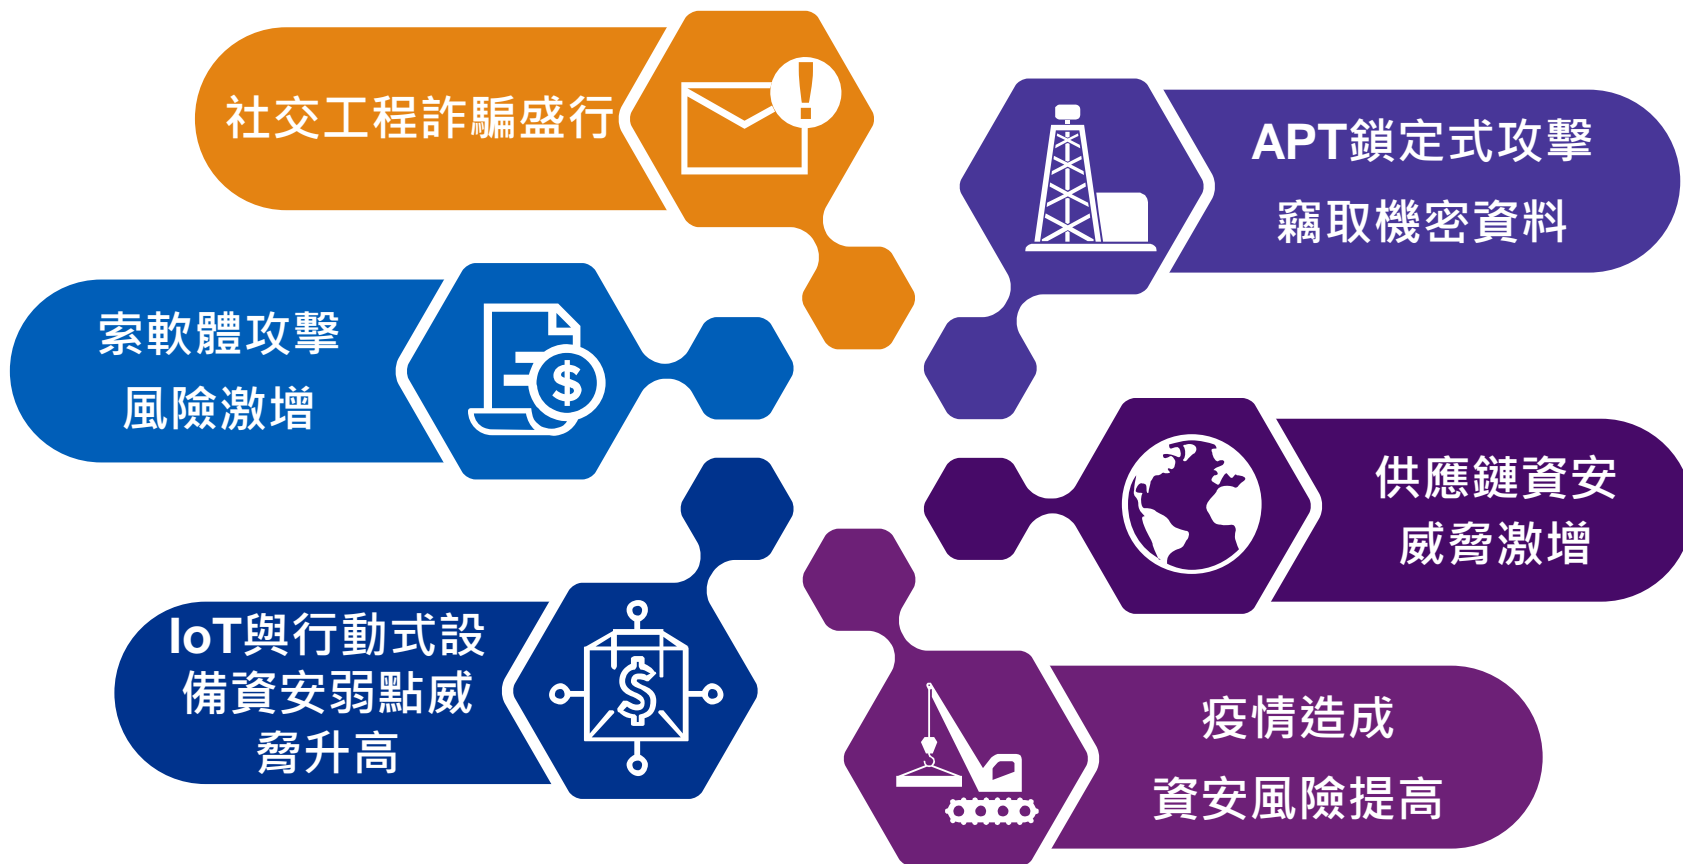 社交工程詐騙盛行
APT鎖定式攻擊
竊取機密資料
索軟體攻擊
風險激增
供應鏈資安
威脅激增
IoT與行動式設
備資安弱點威
脅升高
疫情造成
資安風險提高